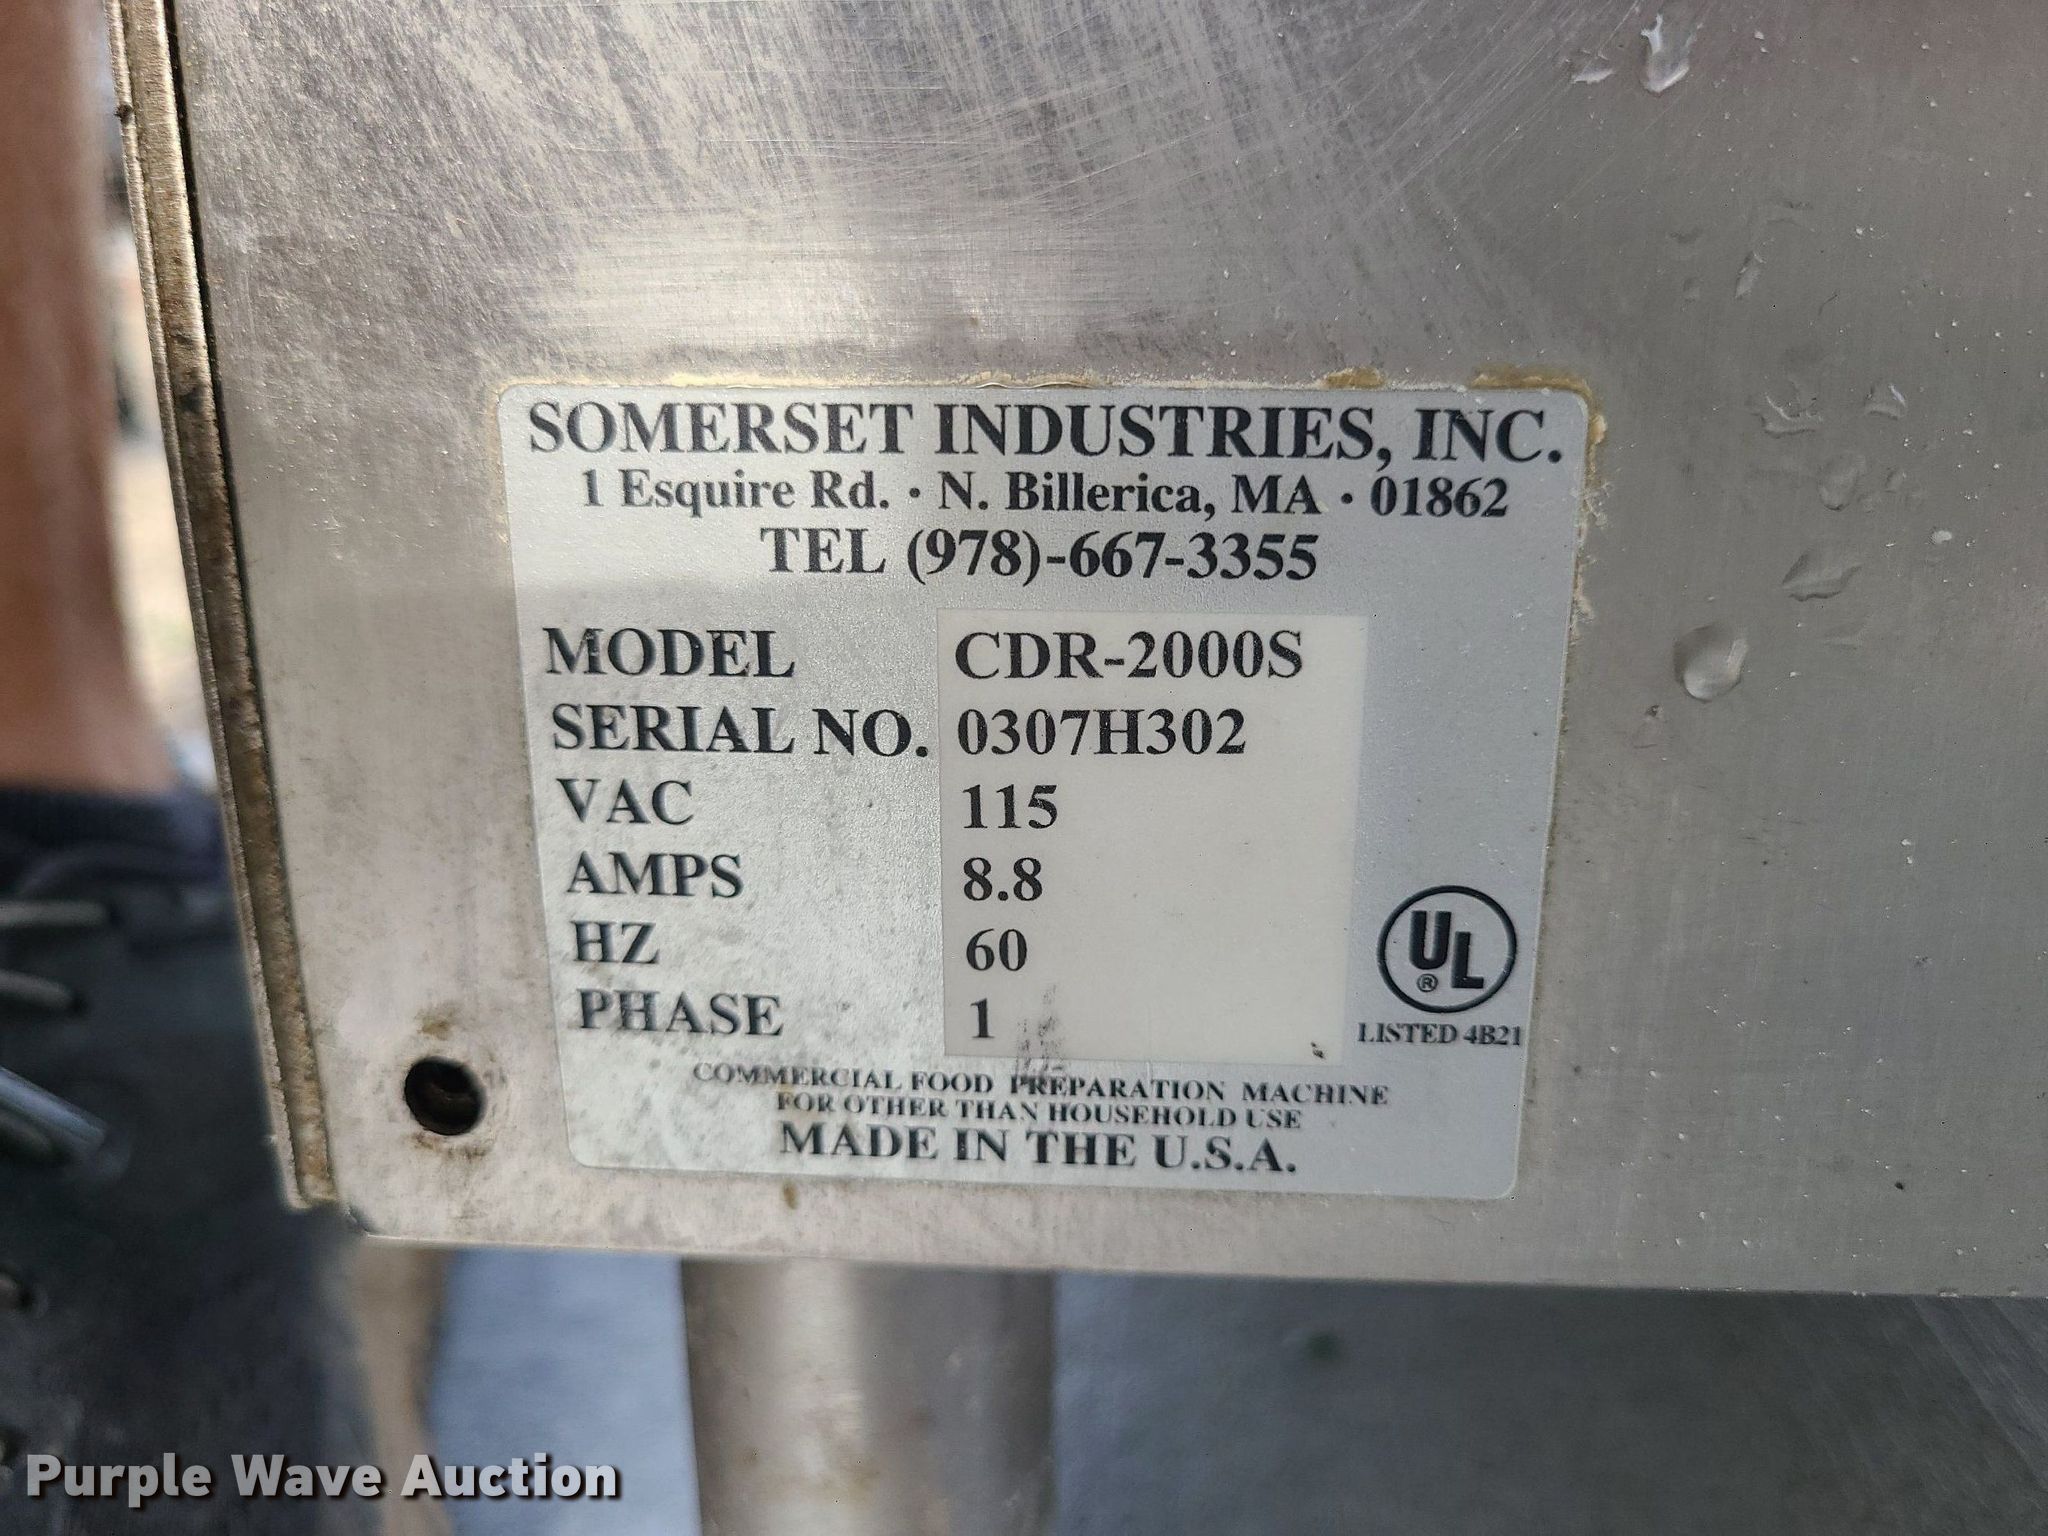 SOMERSET INDUSTRIES, INC.
1 Esquire Rd. · N. Billerica, MA · 01862
TEL (978)-667-3355
MODEL CDR-2000S
SERIAL NO. 0307H302
VAC 115
AMPS 8.8
HZ 60
PHASE 1
UL
®
LISTED 4B21
COMMERCIAL FOOD PREPARATION MACHINE
FOR OTHER THAN HOUSEHOLD USE
MADE IN THE U.S.A.
Purple Wave Auction